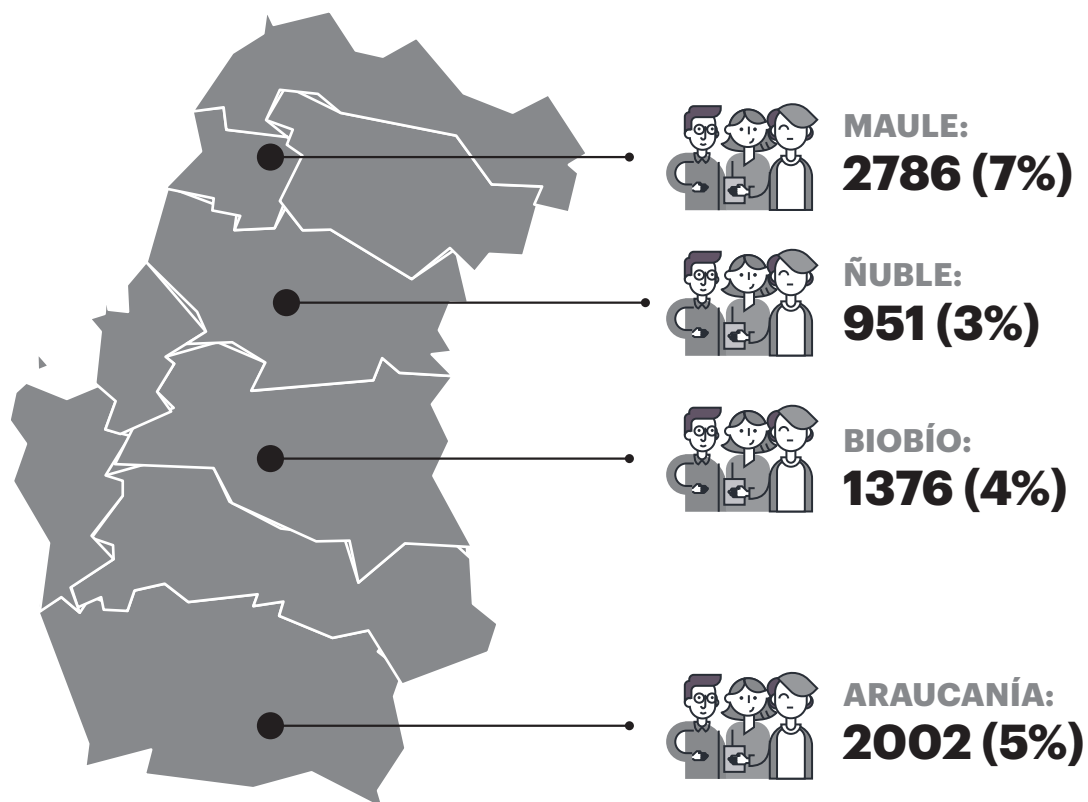 MAULE:
2786 (7%)
ÑUBLE:
951 (3%)
BIOBÍO:
1376 (4%)
ARAUCANÍA:
2002 (5%)